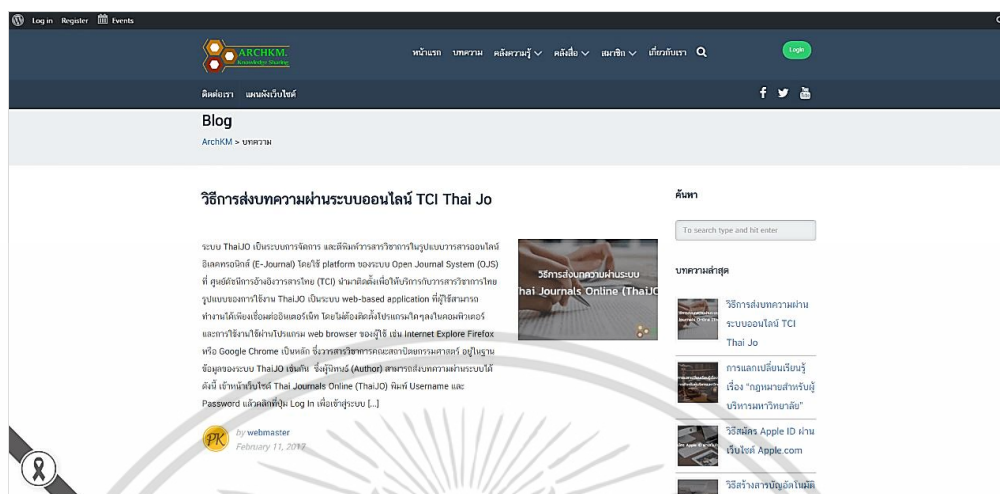 Log in Register Events
ARCHKM.
Knowledge Sharing
หน้าแรก บทความ คลังความรู้ คลังสื่อ สมาชิก เกี่ยวกับเรา
Login
ติดต่อเรา แผนผังเว็บไซต์
Blog
ArchKM > บทความ
วิธีการส่งบทความผ่านระบบออนไลน์ TCI Thai Jo
ระบบ ThaiJO เป็นระบบการจัดการ และตีพิมพ์วารสารวิชาการในรูปแบบวารสารออนไลน์
อิเลคทรอนิกส์ (E-Journal) โดยใช้ platform ของระบบ Open Journal System (OJS)
ที่ ศูนย์ดัชนีการอ้างอิงวารสารไทย (TCI) นำมาติดตั้งเพื่อให้บริการกับวารสารวิชาการไทย
รูปแบบของการใช้งาน ThaiJO เป็นระบบ web-based application ที่ผู้ใช้สามารถ
ทำงานได้เพียงเชื่อมต่ออินเตอร์เน็ท โดยไม่ต้องติดตั้งโปรแกรมใดๆลงในคอมพิวเตอร์
และการใช้งานใช้ผ่านโปรแกรม web browser ของผู้ใช้ เช่น Internet Explore Firefox
หรือ Google Chrome เป็นหลัก ซึ่งวารสารวิชาการคณะสถาปัตยกรรมศาสตร์ อยู่ในฐาน
ข้อมูลของระบบ ThaiJO เช่นกัน ซึ่งผู้นิพนธ์ (Author) สามารถส่งบทความผ่านระบบได้
ดังนี้ เข้าหน้าเว็บไซต์ Thai Journals Online (ThaiJO) พิมพ์ Username และ
Password แล้วคลิกที่ปุ่ม Log In เพื่อเข้าสู่ระบบ [...]
วิธีการส่งบทความผ่านระบบ
hai Journals Online (ThaiJO
PK
by webmaster
February 11, 2017
ค้นหา
To search type and hit enter
บทความล่าสุด
วิธีการส่งบทความผ่าน
ระบบออนไลน์ TCI
Thai Jo
การแลกเปลี่ยนเรียนรู้
เรื่อง "กฎหมายสำหรับผู้
บริหารมหาวิทยาลัย"
วิธีสมัคร Apple ID ผ่าน
เว็บไซต์ Apple.com
วิธีสร้างสารบัญอัตโนมัติ